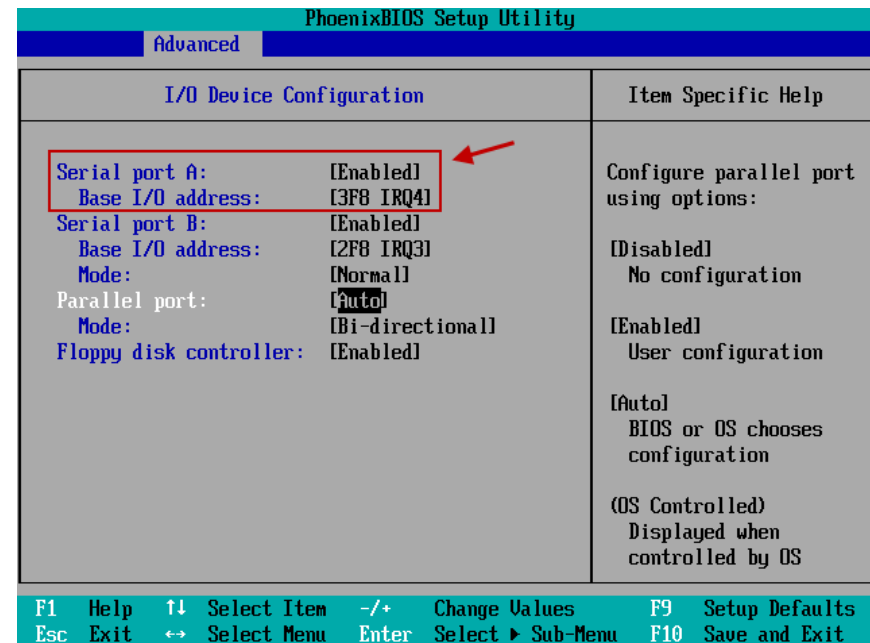 PhoenixBIOS Setup Utility
Advanced
I/O Device Configuration
Item Specific Help
Serial port A: [Enabled]
Base I/O address: [3F8 IRQ4]
Serial port B: [Enabled]
Base I/O address: [2F8 IRQ3]
Mode: [Normal]
Parallel port: [Auto]
Mode: [Bi-directional]
Floppy disk controller: [Enabled]
Configure parallel port
using options:
[Disabled]
No configuration
[Enabled]
User configuration
[Auto]
BIOS or OS chooses
configuration
(OS Controlled)
Displayed when
controlled by OS
F1 Help ↑↓ Select Item -/+ Change Values F9 Setup Defaults
Esc Exit ↔ Select Menu Enter Select ▶ Sub-Menu F10 Save and Exit